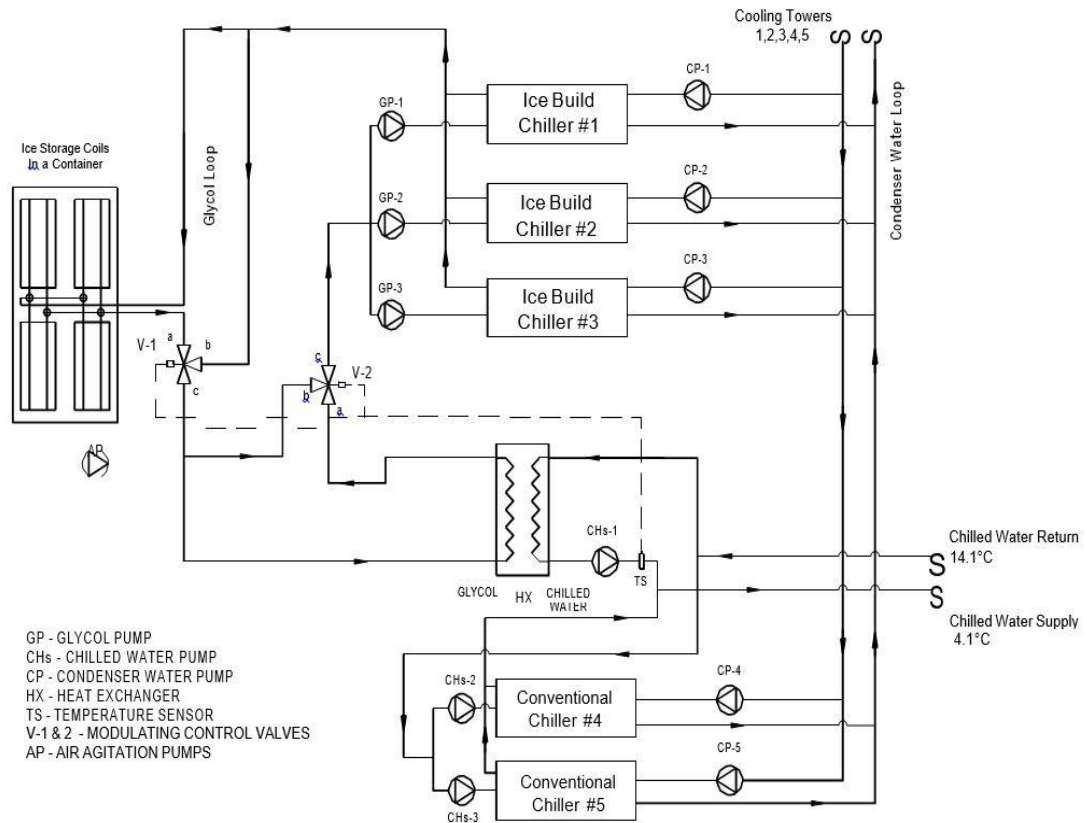 Cooling Towers
1,2,3,4,5
S S
CP-1
GP-1
Ice Build
Chiller #1
Ice Storage Coils
In a Container
Glycol Loop
Condenser Water Loop
CP-2
GP-2
Ice Build
Chiller #2
CP-3
GP-3
Ice Build
Chiller #3
a
V-1
b
c
c
V-2
b
a
AP
CHs-1
TS
GLYCOL HX CHILLED
WATER
Chilled Water Return
14.1°C
S
S
Chilled Water Supply
4.1°C
GP - GLYCOL PUMP
CHs - CHILLED WATER PUMP
CP - CONDENSER WATER PUMP
HX - HEAT EXCHANGER
TS - TEMPERATURE SENSOR
V-1 & 2 - MODULATING CONTROL VALVES
AP - AIR AGITATION PUMPS
CHs-2
Conventional
Chiller #4
CP-4
CP-5
Conventional
Chiller #5
CHs-3